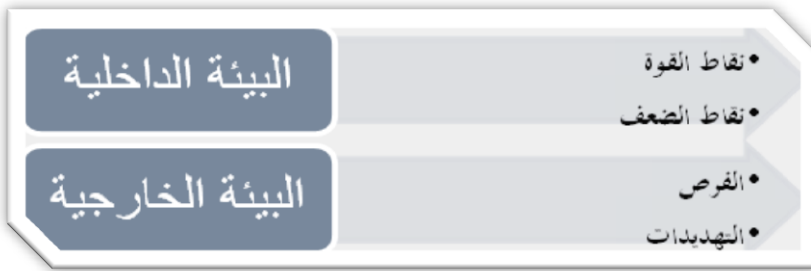 البيئة الداخلية
•نقاط القوة
•نقاط الضعف
البيئة الخارجية
•الفرص
•التهديدات